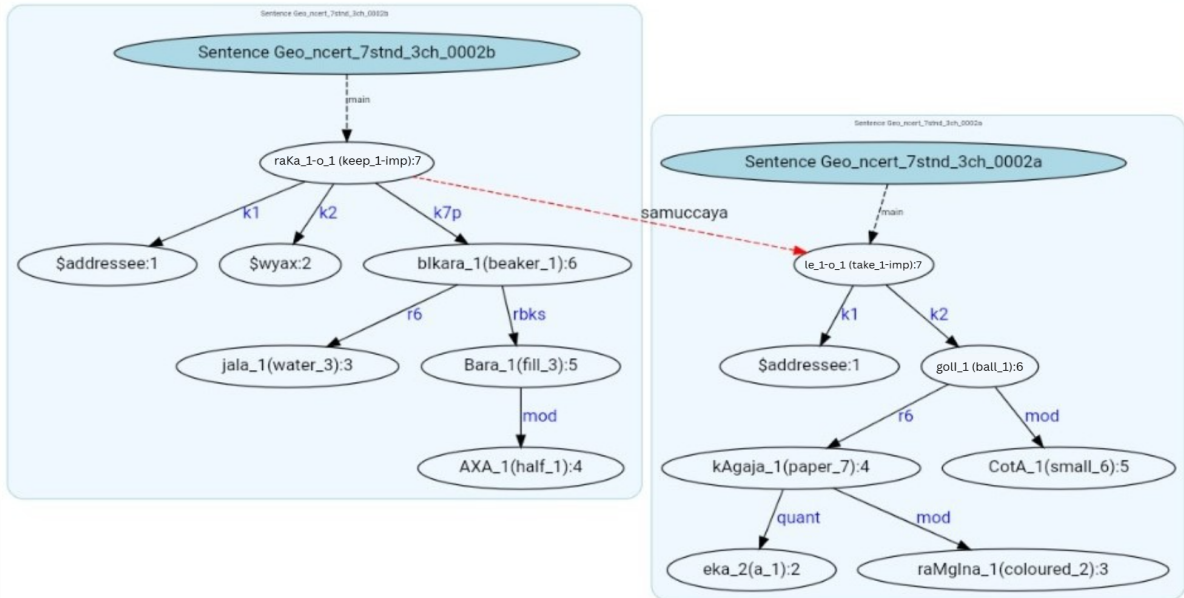 Sentence Geo_ncert_7stnd_3ch_0002b
Sentence Geo_ncert_7stnd_3ch_0002b
main
raKa_1-o_1 (keep_1-imp):7
k1
k2
k7p
$addressee:1
$wyax:2
bIkara_1(beaker_1):6
r6
rbks
jala_1(water_3):3
Bara_1(fill_3):5
mod
AXA_1(half_1):4
samuccaya
Sentence Geo_ncert_7stnd_3ch_0002a
Sentence Geo_ncert_7stnd_3ch_0002a
main
le_1-o_1 (take_1-imp):7
k1
k2
$addressee:1
golI_1 (ball_1):6
r6
mod
kAgaja_1(paper_7):4
CotA_1(small_6):5
quant
mod
eka_2(a_1):2
raMgIna_1(coloured_2):3